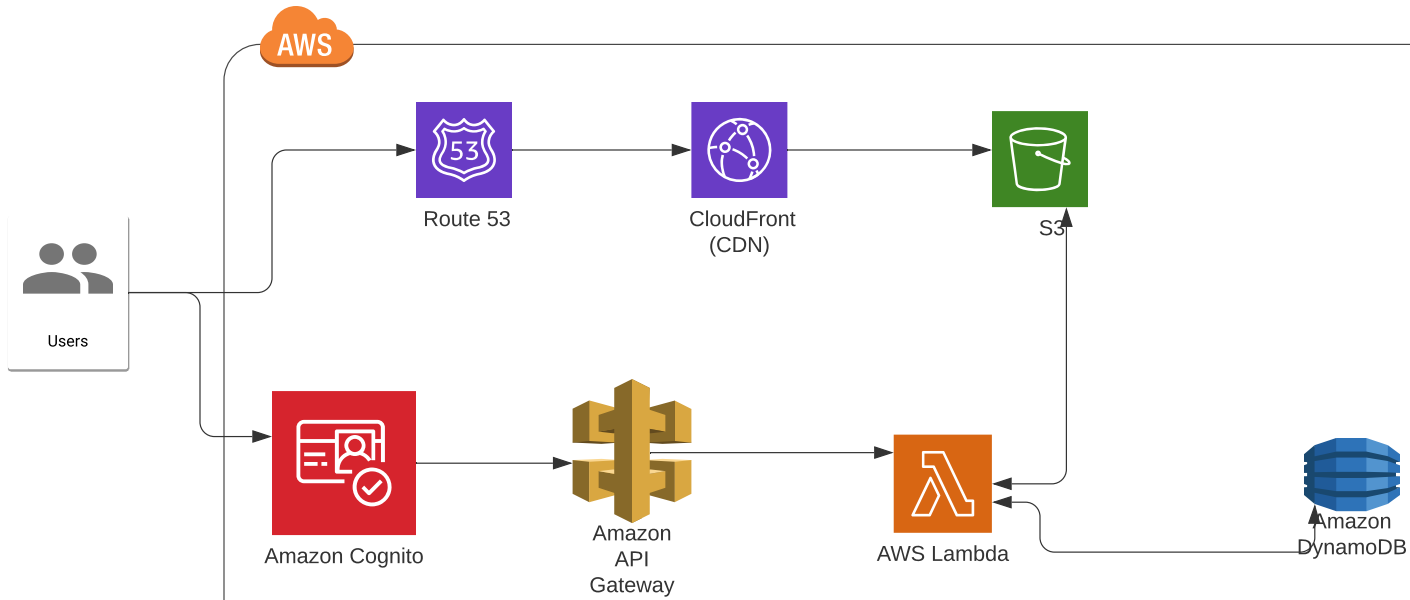 AWS
53
Route 53
CloudFront
(CDN)
S3
Users
Amazon Cognito
Amazon
API
Gateway
AWS Lambda
Amazon
DynamoDB